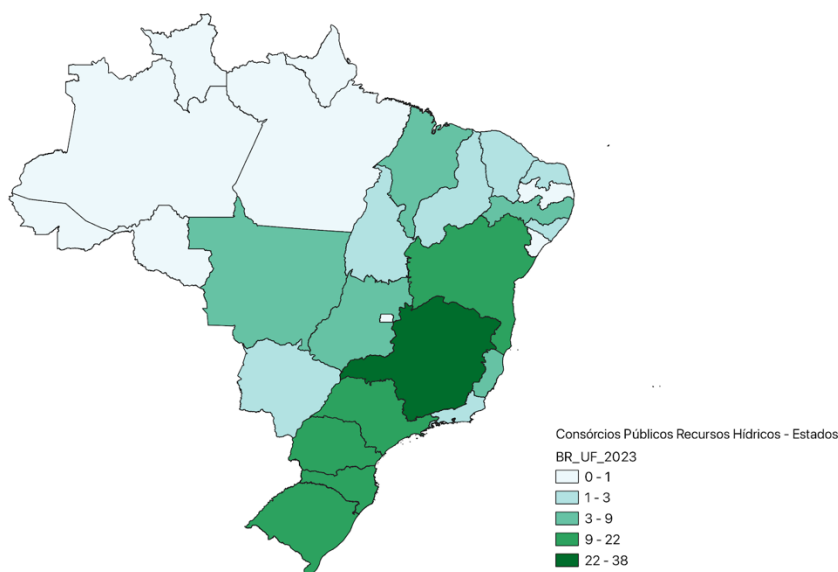 Consórcios Públicos Recursos Hídricos - Estados
BR_UF_2023
0 - 1
1 - 3
3 - 9
9 - 22
22 - 38